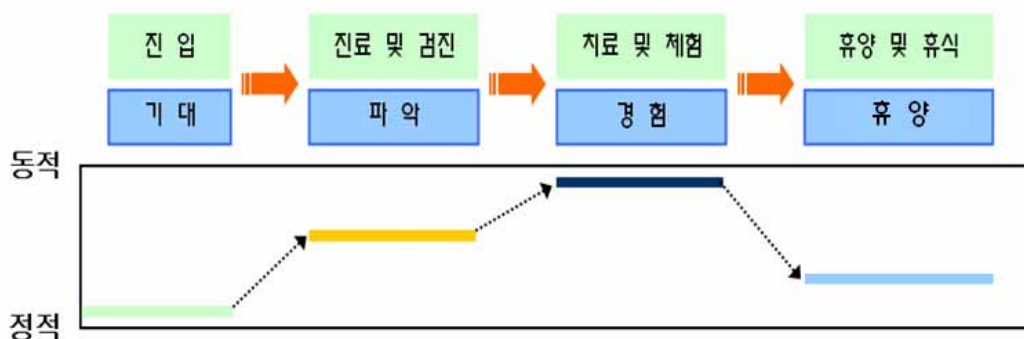 진 입
진료 및 검진
치료 및 체험
휴양 및 휴식
기 대
파 악
경 험
휴 양
동적
정적